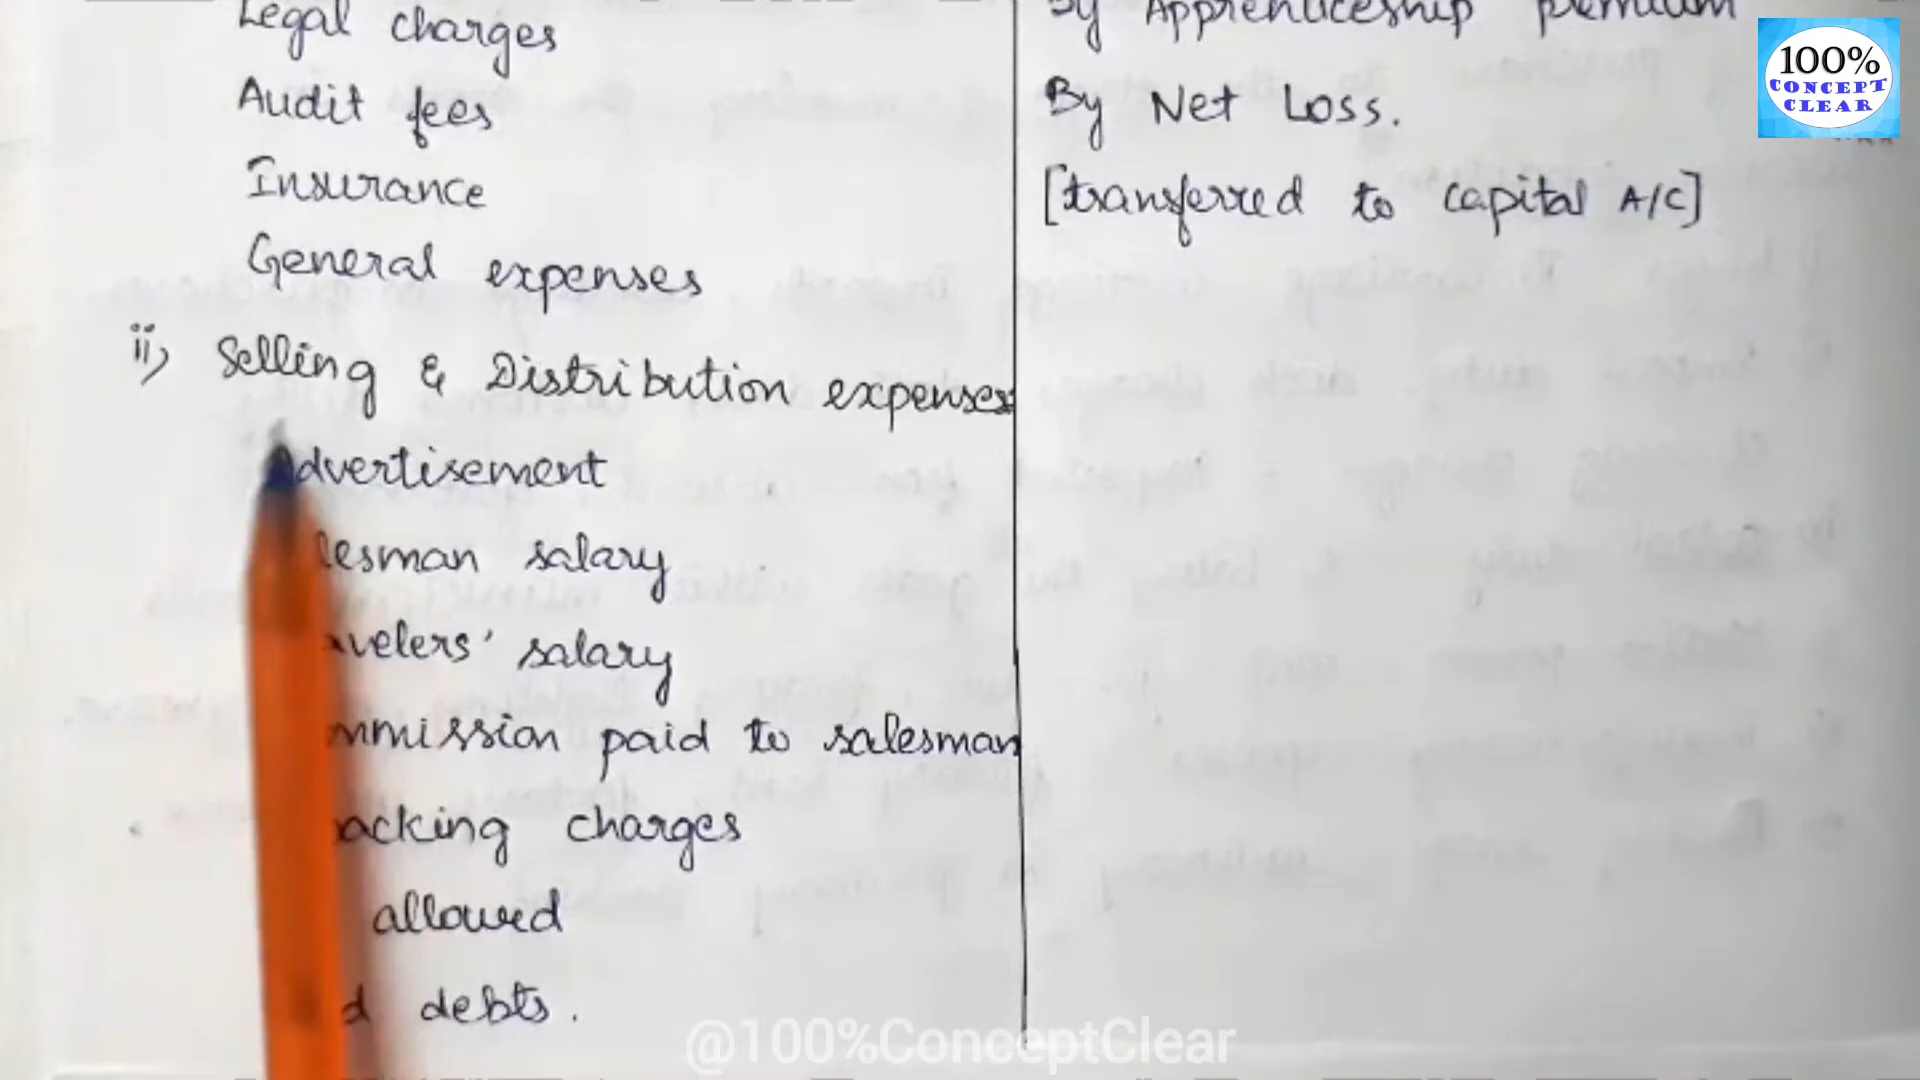 Legal charges
Audit fees
Insurance
General expenses
ii) Selling & Distribution expenses
Advertisement
lesman salary
velers' salary
mmission paid to salesman
acking charges
allowed
d debts.
By Apprenticeship premium
By Net Loss.
[transferred to capital A/C]
100%
CONCEPT
CLEAR
@100%ConceptClear